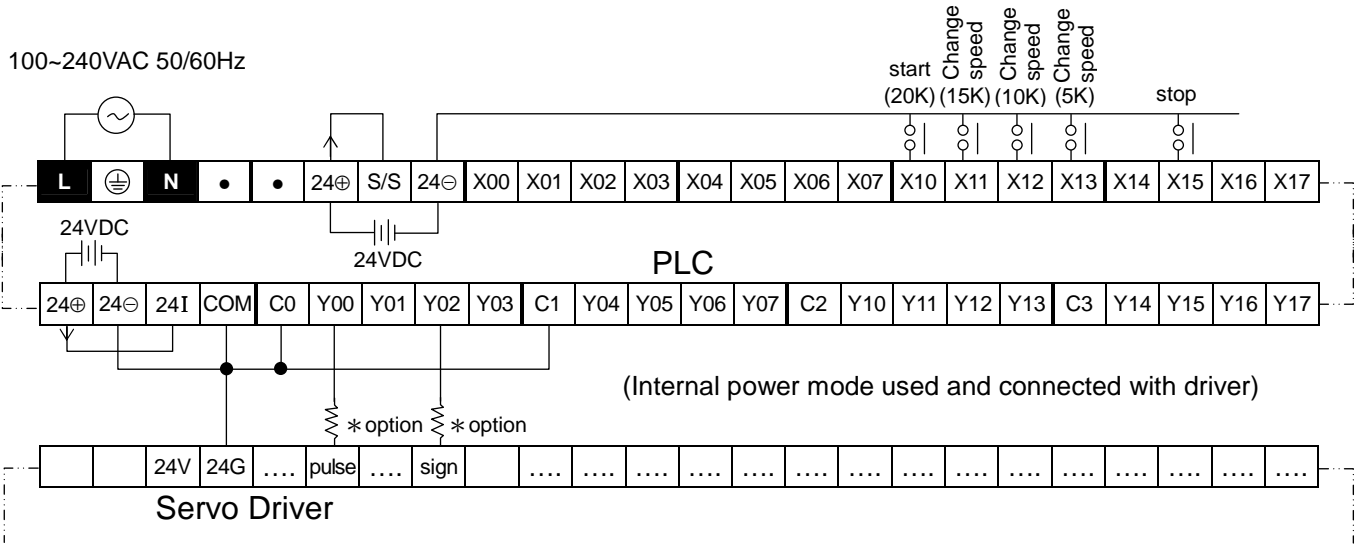 100~240VAC 50/60Hz
start
(20K)
Change
speed
(15K)
Change
speed
(10K)
Change
speed
(5K)
stop
L N • • 24⊕ S/S 24⊖ X00 X01 X02 X03 X04 X05 X06 X07 X10 X11 X12 X13 X14 X15 X16 X17
24VDC
24VDC
PLC
24⊕ 24⊖ 24I COM C0 Y00 Y01 Y02 Y03 C1 Y04 Y05 Y06 Y07 C2 Y10 Y11 Y12 Y13 C3 Y14 Y15 Y16 Y17
(Internal power mode used and connected with driver)
*option *option
24V 24G .... pulse .... sign .... .... .... .... .... .... .... .... .... .... .... .... .... .... ....
Servo Driver